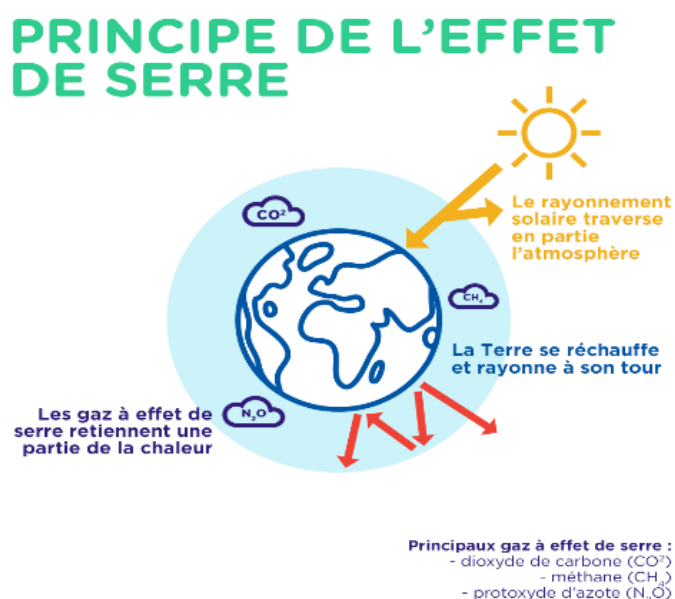 PRINCIPE DE L'EFFET
DE SERRE
CO²
Le rayonnement
solaire traverse
en partie
l'atmosphère
CH₄
La Terre se réchauffe
et rayonne à son tour
Les gaz à effet de
serre retiennent une
partie de la chaleur
N₂O
Principaux gaz à effet de serre :
- dioxyde de carbone (CO²)
- méthane (CH₄)
- protoxyde d'azote (N₂O)